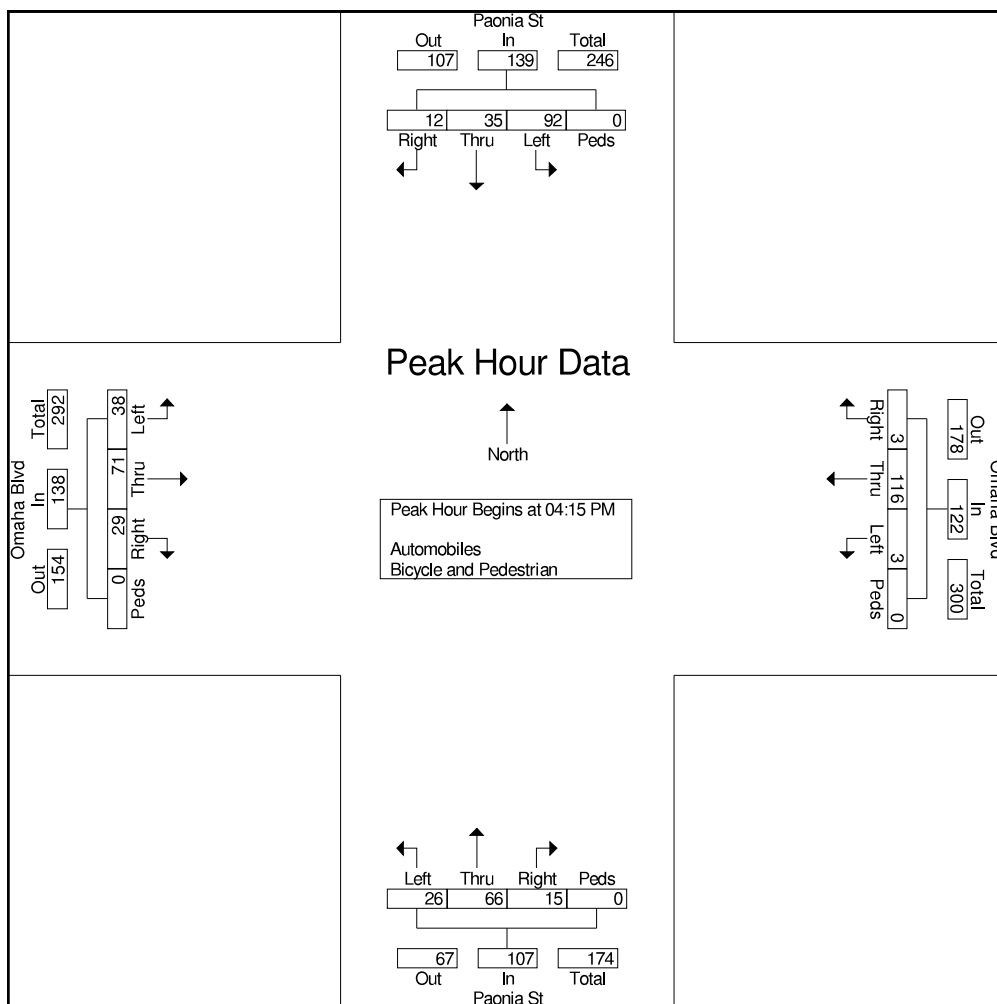 Paonia St
Out In Total
107 139 246
12 35 92 0
Right Thru Left Peds
Peak Hour Data
North
Peak Hour Begins at 04:15 PM
Automobiles
Bicycle and Pedestrian
Omaha Blvd
Out In Total
154 138 292
Left Thru Right Peds
38 71 29 0
Omaha Blvd
Out In Total
178 122 300
3 116 3 0
Right Thru Left Peds
Left Thru Right Peds
26 66 15 0
67 107 174
Out In Total
Paonia St